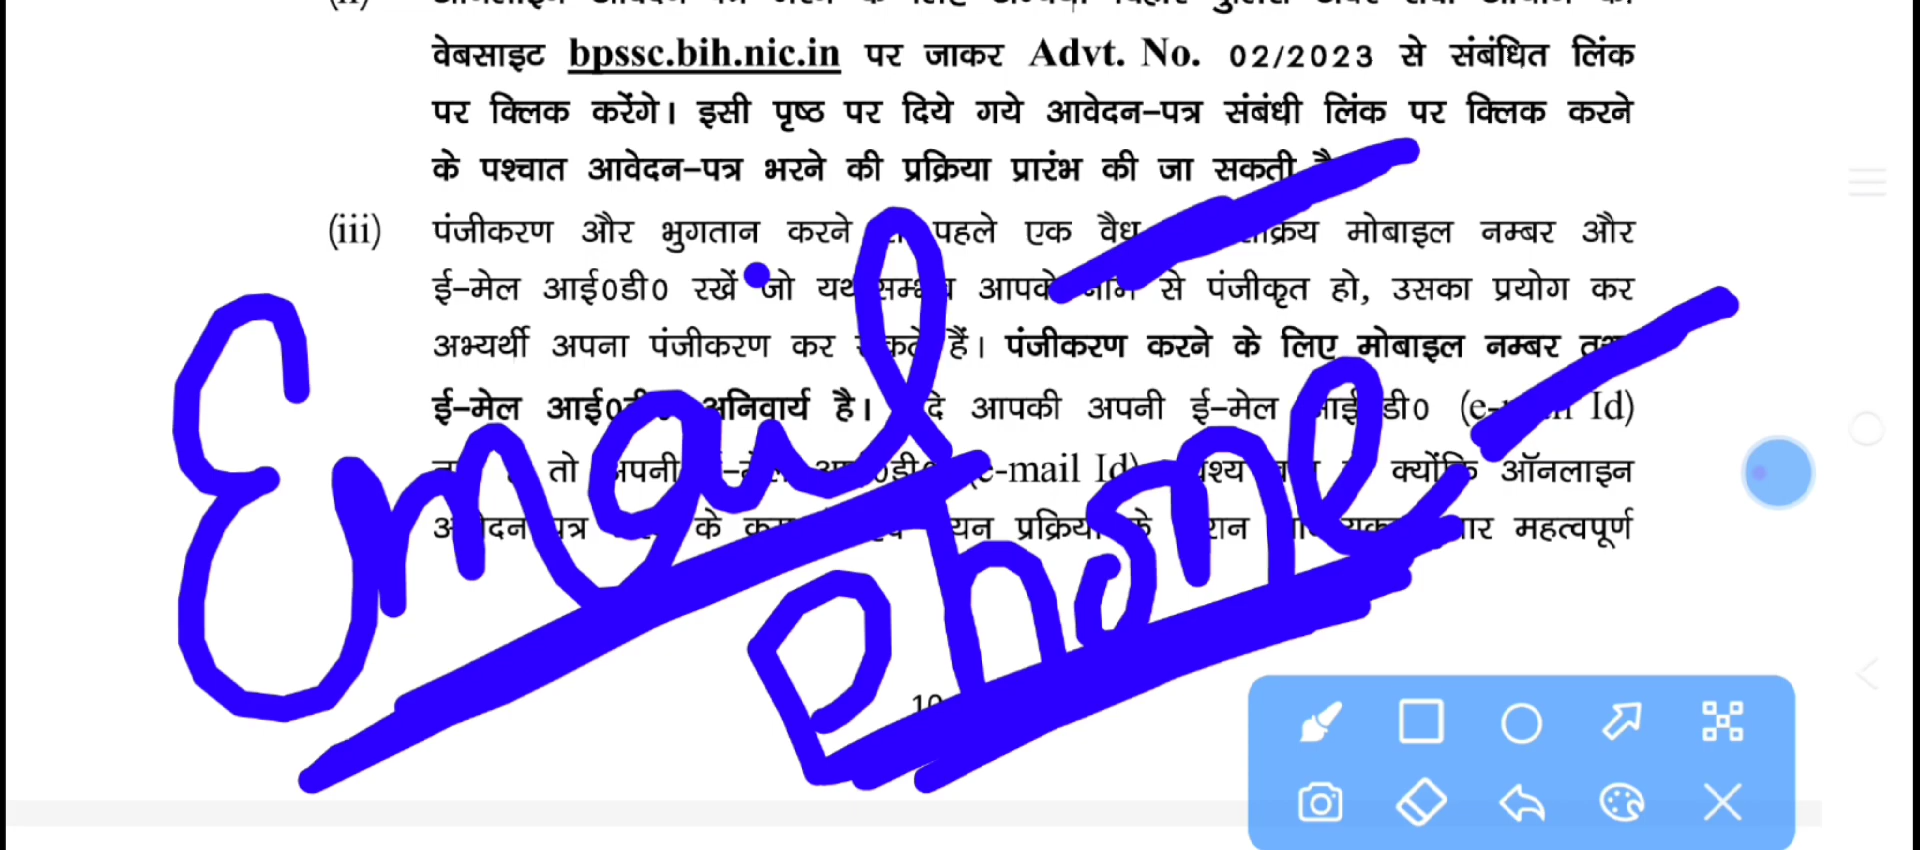 वेबसाइट bpssc.bih.nic.in पर जाकर Advt. No. 02/2023 से संबंधित लिंक
पर क्लिक करेंगे। इसी पृष्ठ पर दिये गये आवेदन-पत्र संबंधी लिंक पर क्लिक करने
के पश्चात आवेदन-पत्र भरने की प्रक्रिया प्रारंभ की जा सकती
(iii) पंजीकरण और भुगतान करने पहले एक वैध मोबाइल नम्बर और
ई-मेल आई0डी0 रखें जो आपके से पंजीकृत हो, उसका प्रयोग कर
अभ्यर्थी अपना पंजीकरण कर हैं। पंजीकरण करने के लिए मोबाइल नम्बर
ई-मेल अनिवार्य है। आपकी अपनी ई-मेल Id)
तो अपनी क्योंकि ऑनलाइन
के प्रक्रिया महत्वपूर्ण
Email
Phone
10